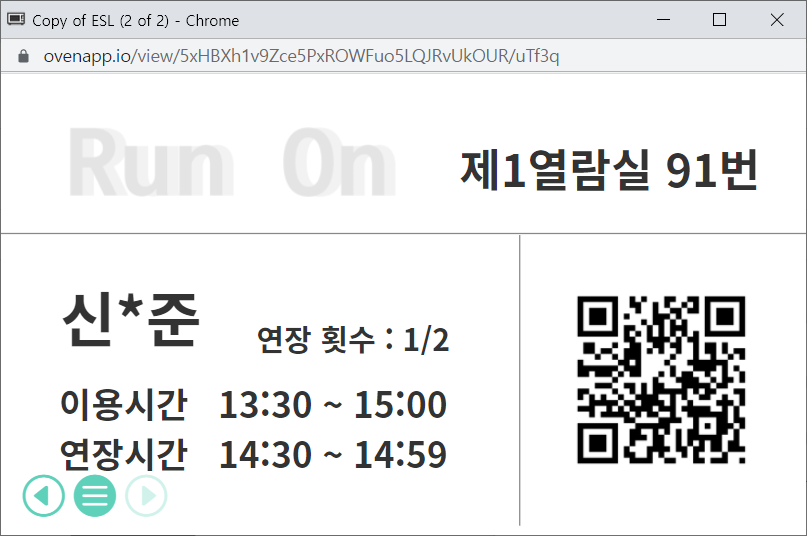 Copy of ESL (2 of 2) - Chrome
ovenapp.io/view/5xHBXh1v9Zce5PxROWFuo5LQJRvUkOUR/uTf3q
Run On
제1열람실 91번
신*준
연장 횟수 : 1/2
이용시간 13:30 ~ 15:00
연장시간 14:30 ~ 14:59